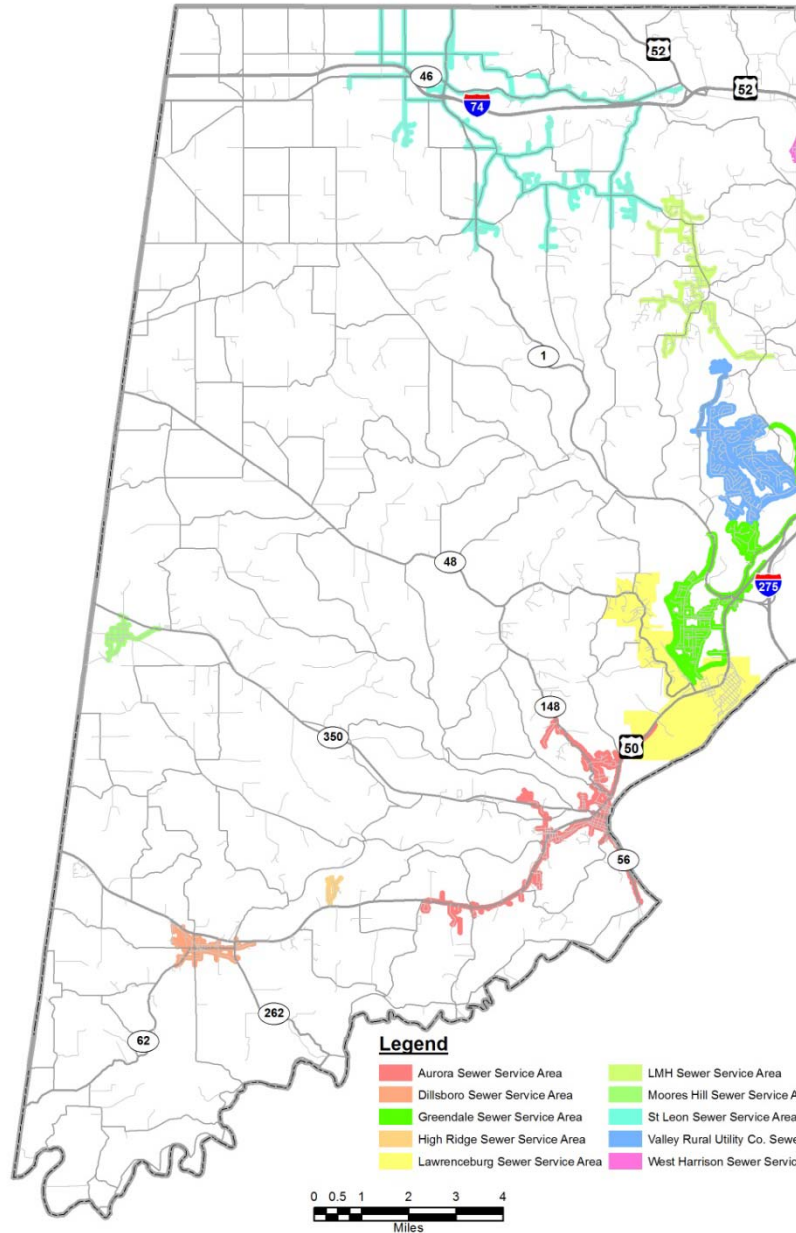 52
46
52
74
1
48
275
148
350
50
56
262
62
Legend
Aurora Sewer Service Area
Dillsboro Sewer Service Area
Greendale Sewer Service Area
High Ridge Sewer Service Area
Lawrenceburg Sewer Service Area
LMH Sewer Service Area
Moores Hill Sewer Service A
St Leon Sewer Service Area
Valley Rural Utility Co. Sewe
West Harrison Sewer Servic
0 0.5 1 2 3 4
Miles